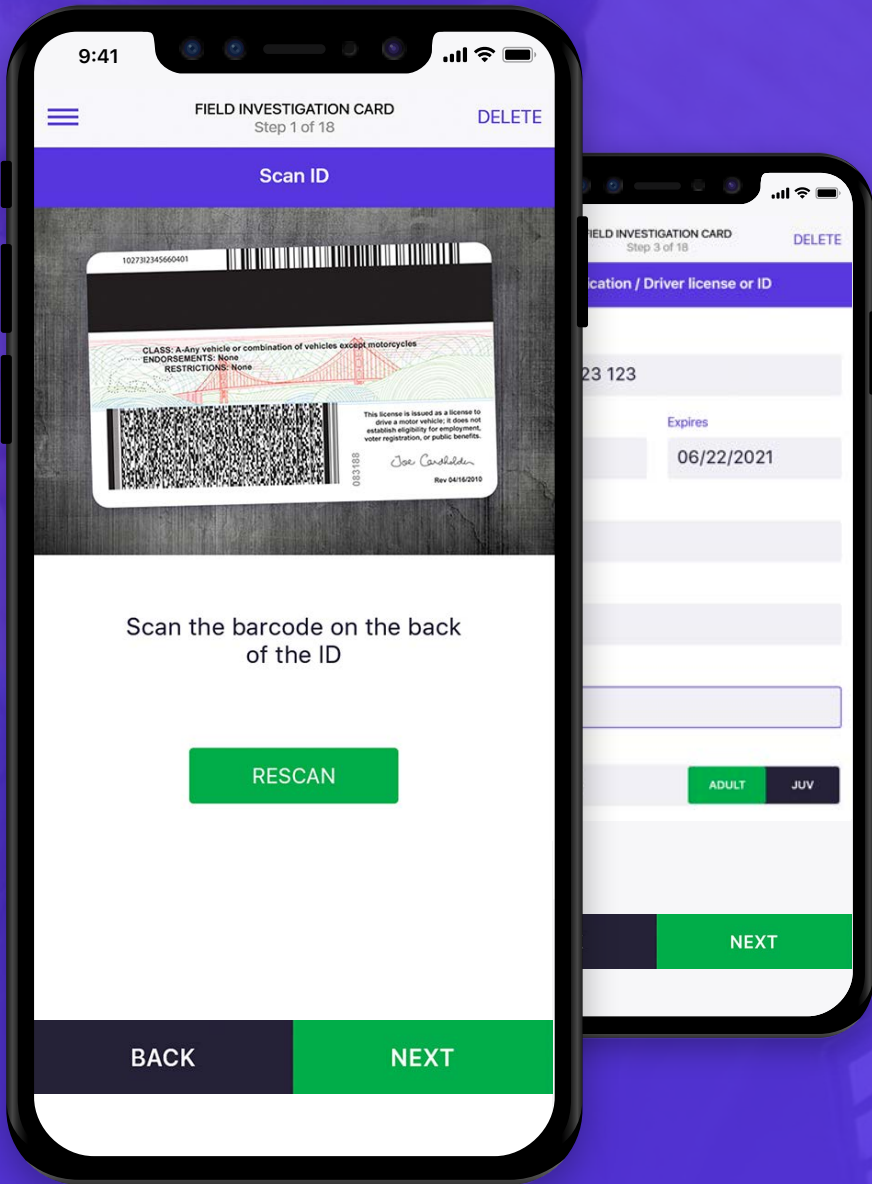 9:41
FIELD INVESTIGATION CARD
Step 1 of 18
DELETE
Scan ID
10273I2345660401
CLASS: A-Any vehicle or combination of vehicles except motorcycles
ENDORSEMENTS: None
RESTRICTIONS: None
This license is issued as a license to
drive a motor vehicle; it does not
establish eligibility for employment,
voter registration, or public benefits.
083188
Joe Cardholder
Rev 04/16/2010
Scan the barcode on the back
of the ID
RESCAN
BACK
NEXT
IELD INVESTIGATION CARD
Step 3 of 18
DELETE
ication / Driver license or ID
23 123
Expires
06/22/2021
ADULT
JUV
NEXT